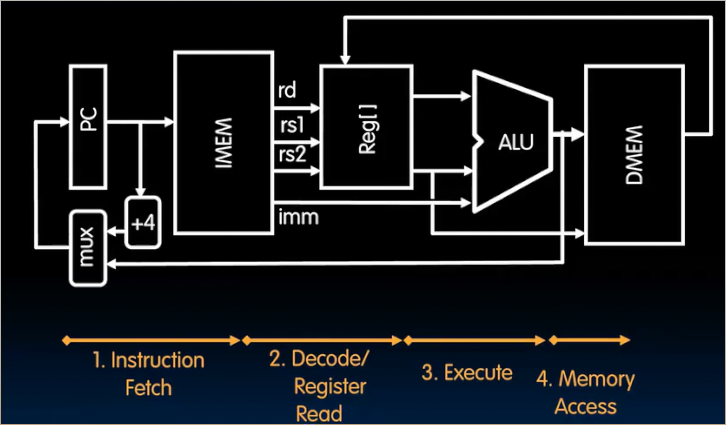 PC
+4
mux
IMEM
rd
rs1
rs2
imm
Reg[ ]
ALU
DMEM
1. Instruction
Fetch
2. Decode/
Register
Read
3. Execute
4. Memory
Access